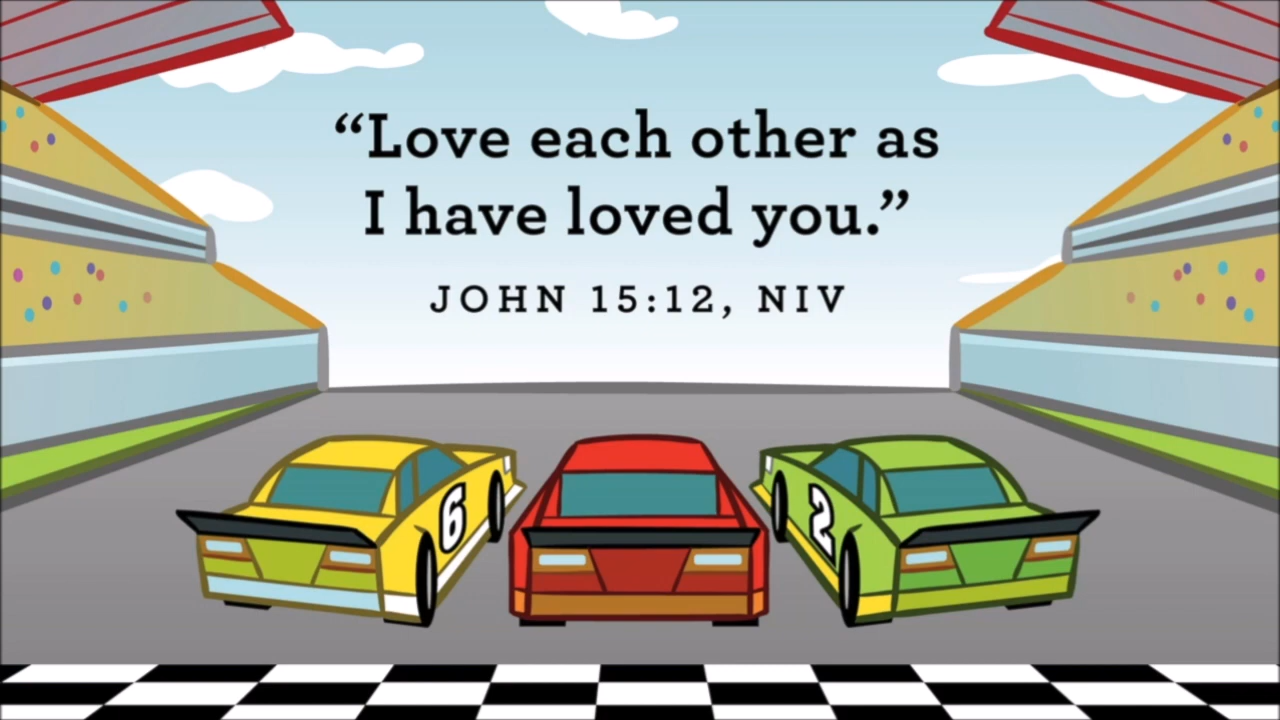 “Love each other as
I have loved you.”
JOHN 15:12, NIV
6
2